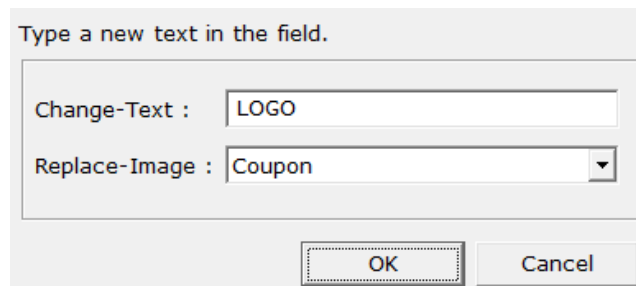 Type a new text in the field.
Change-Text : LOGO
Replace-Image : Coupon
OK Cancel